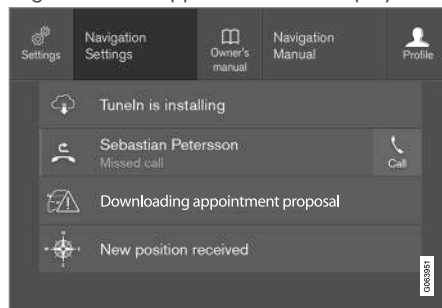 Settings
Navigation
Settings
Owner's
manual
Navigation
Manual
Profile
TuneIn is installing
Sebastian Petersson
Missed call
Call
Downloading appointment proposal
New position received
G063951